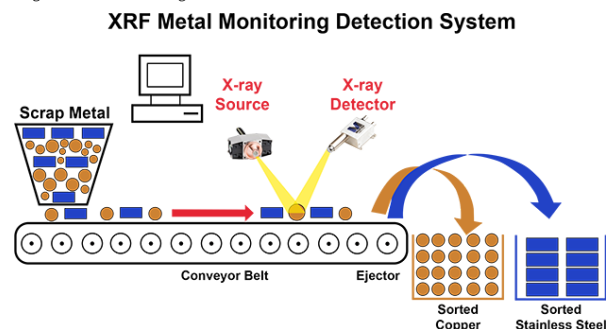 XRF Metal Monitoring Detection System
X-ray
Source
X-ray
Detector
Scrap Metal
Conveyor Belt
Ejector
Sorted
Copper
Sorted
Stainless Steel